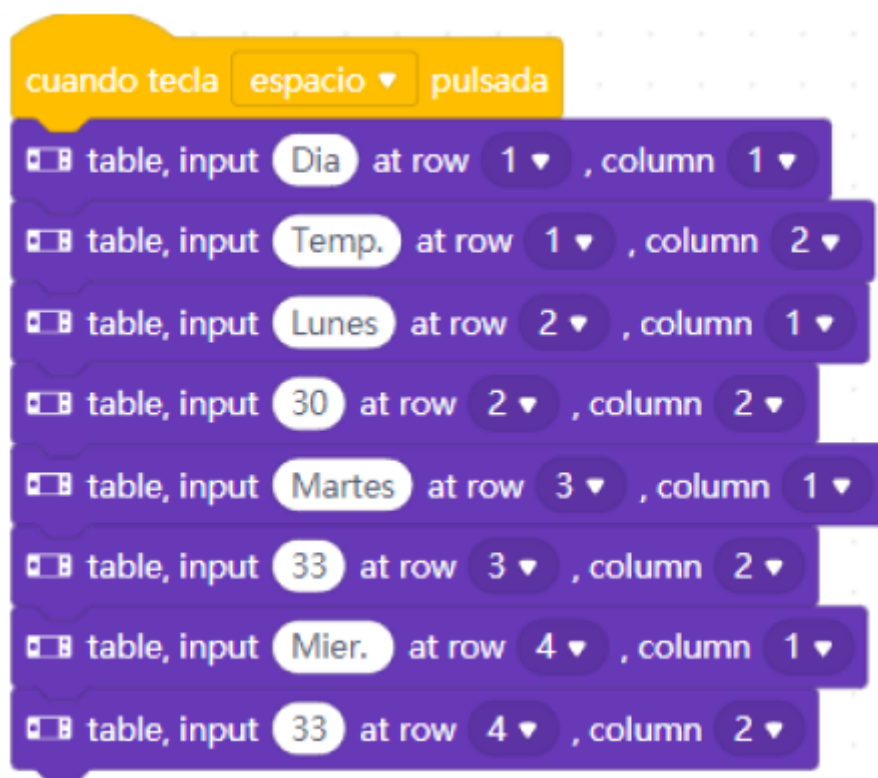 cuando tecla espacio pulsada
table, input Dia at row 1 , column 1
table, input Temp. at row 1 , column 2
table, input Lunes at row 2 , column 1
table, input 30 at row 2 , column 2
table, input Martes at row 3 , column 1
table, input 33 at row 3 , column 2
table, input Mier. at row 4 , column 1
table, input 33 at row 4 , column 2